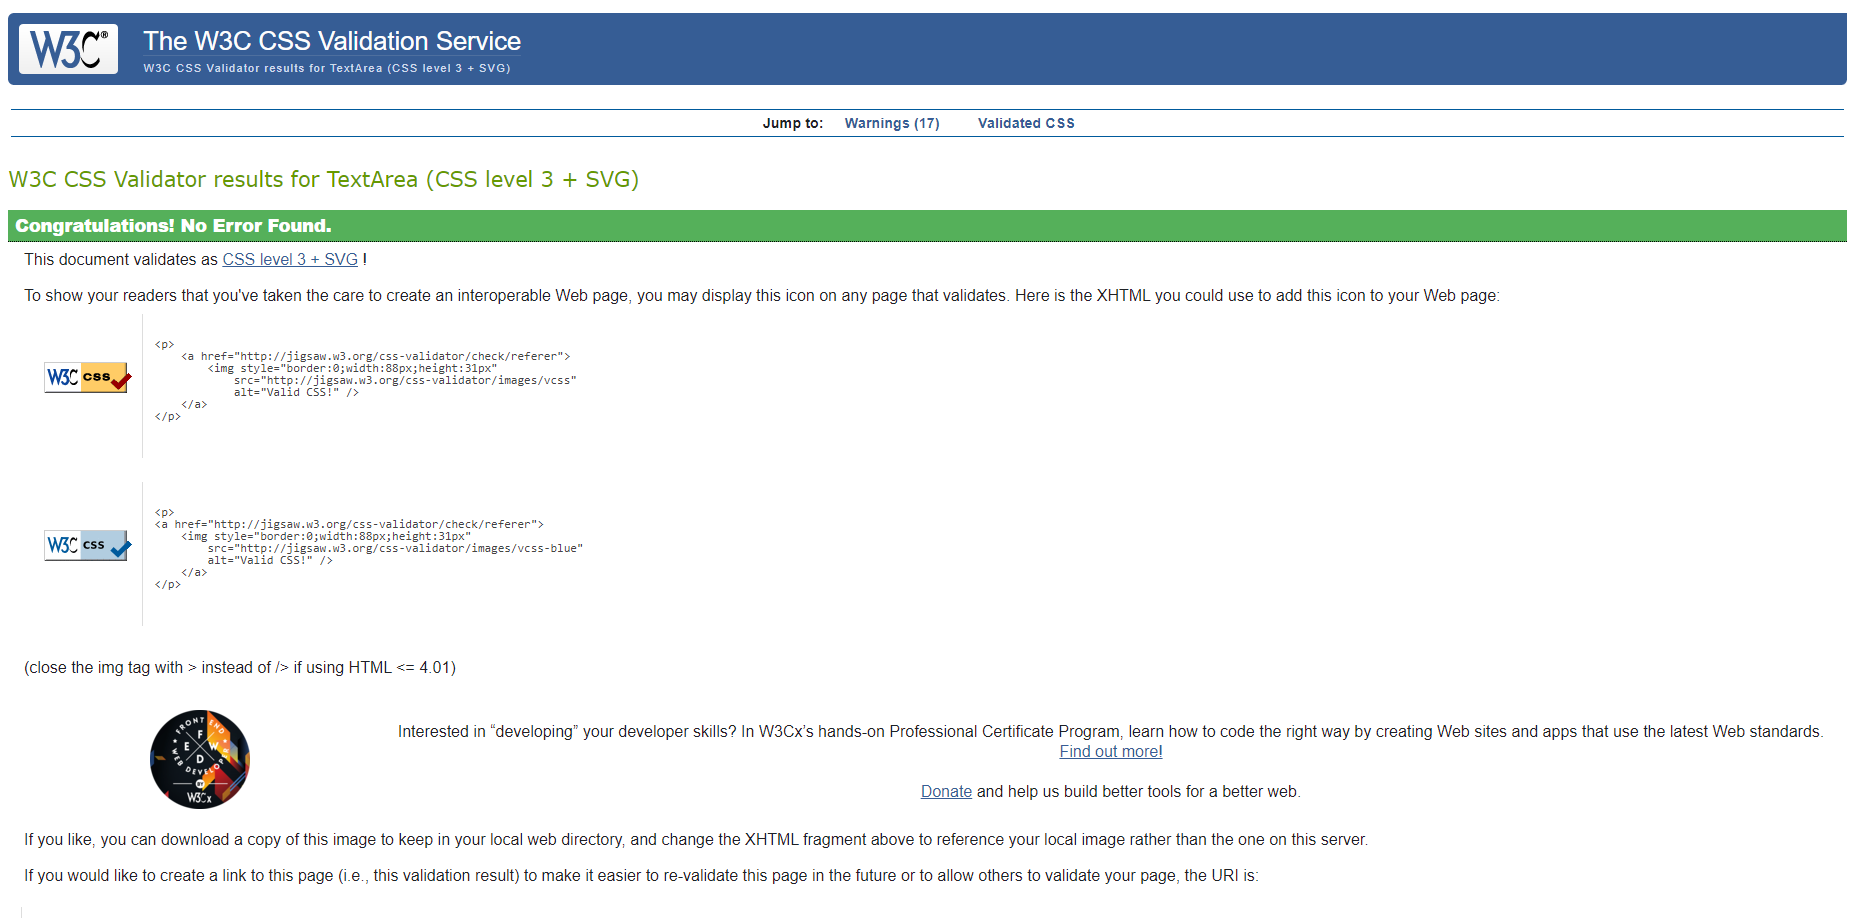 W3C®
The W3C CSS Validation Service
W3C CSS Validator results for TextArea (CSS level 3 + SVG)
Jump to: Warnings (17) Validated CSS
W3C CSS Validator results for TextArea (CSS level 3 + SVG)
Congratulations! No Error Found.
This document validates as CSS level 3 + SVG !
To show your readers that you've taken the care to create an interoperable Web page, you may display this icon on any page that validates. Here is the XHTML you could use to add this icon to your Web page:
W3C css
<p>
    <a href="http://jigsaw.w3.org/css-validator/check/referer">
        <img style="border:0;width:88px;height:31px"
            src="http://jigsaw.w3.org/css-validator/images/vcss"
            alt="Valid CSS!" />
    </a>
</p>
W3C css
<p>
<a href="http://jigsaw.w3.org/css-validator/check/referer">
    <img style="border:0;width:88px;height:31px"
        src="http://jigsaw.w3.org/css-validator/images/vcss-blue"
        alt="Valid CSS!" />
    </a>
</p>
(close the img tag with > instead of /> if using HTML <= 4.01)
FRONT END
WEB DEVELOPER
F
E W
D
W3Cx
Interested in “developing” your developer skills? In W3Cx’s hands-on Professional Certificate Program, learn how to code the right way by creating Web sites and apps that use the latest Web standards.
Find out more!
Donate and help us build better tools for a better web.
If you like, you can download a copy of this image to keep in your local web directory, and change the XHTML fragment above to reference your local image rather than the one on this server.
If you would like to create a link to this page (i.e., this validation result) to make it easier to re-validate this page in the future or to allow others to validate your page, the URI is: